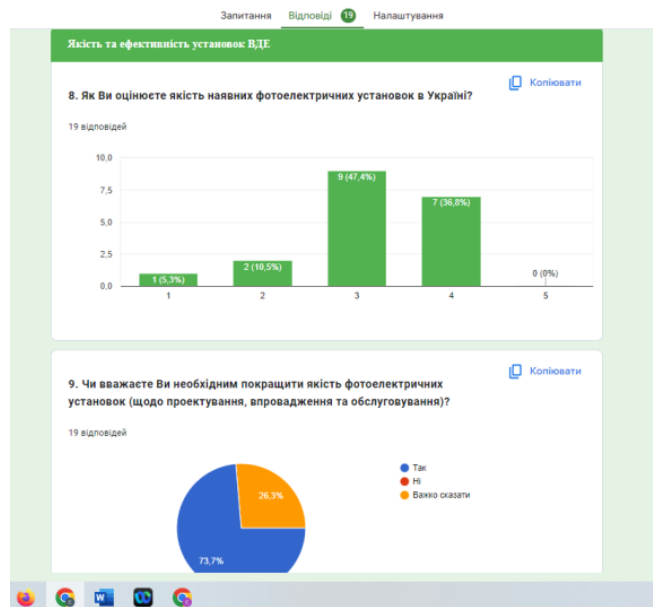 Запитання Відповіді 19 Налаштування
Якість та ефективність установок ВДЕ
Копіювати
8. Як Ви оцінюєте якість наявних фотоелектричних установок в Україні?
19 відповідей
10,0
7,5
5,0
2,5
0,0
1 (5,3%)
2 (10,5%)
9 (47,4%)
7 (36,8%)
0 (0%)
1 2 3 4 5
Копіювати
9. Чи вважаєте Ви необхідним покращити якість фотоелектричних
установок (щодо проектування, впровадження та обслуговування)?
19 відповідей
26,3%
73,7%
Так
Ні
Важко сказати
W